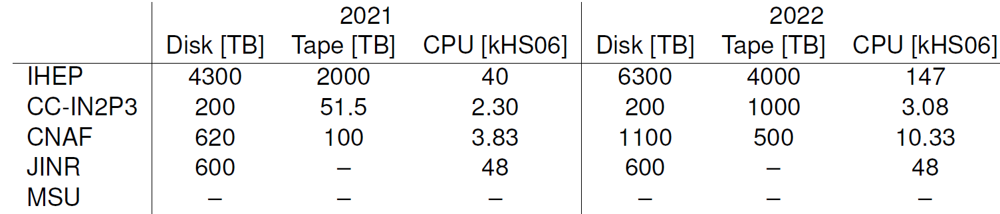 2021 2022
Disk [TB] Tape [TB] CPU [kHS06] Disk [TB] Tape [TB] CPU [kHS06]
IHEP 4300 2000 40 6300 4000 147
CC-IN2P3 200 51.5 2.30 200 1000 3.08
CNAF 620 100 3.83 1100 500 10.33
JINR 600 – 48 600 – 48
MSU – – – – – –